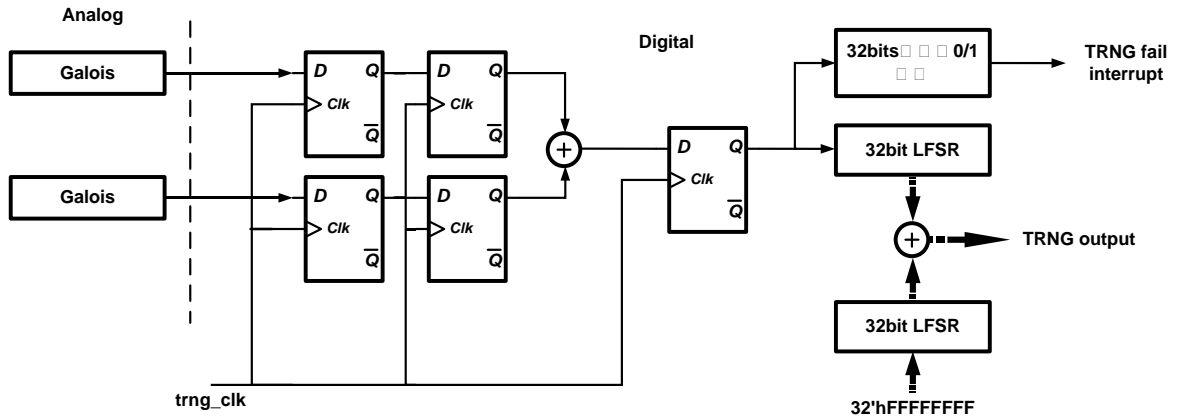 Analog
Digital
Galois
Galois
D Q
Clk
Q
D Q
Clk
Q
D Q
Clk
Q
D Q
Clk
Q
D Q
Clk
Q
trng_clk
32bits 0/1
TRNG fail
interrupt
32bit LFSR
TRNG output
32bit LFSR
32'hFFFFFFFF